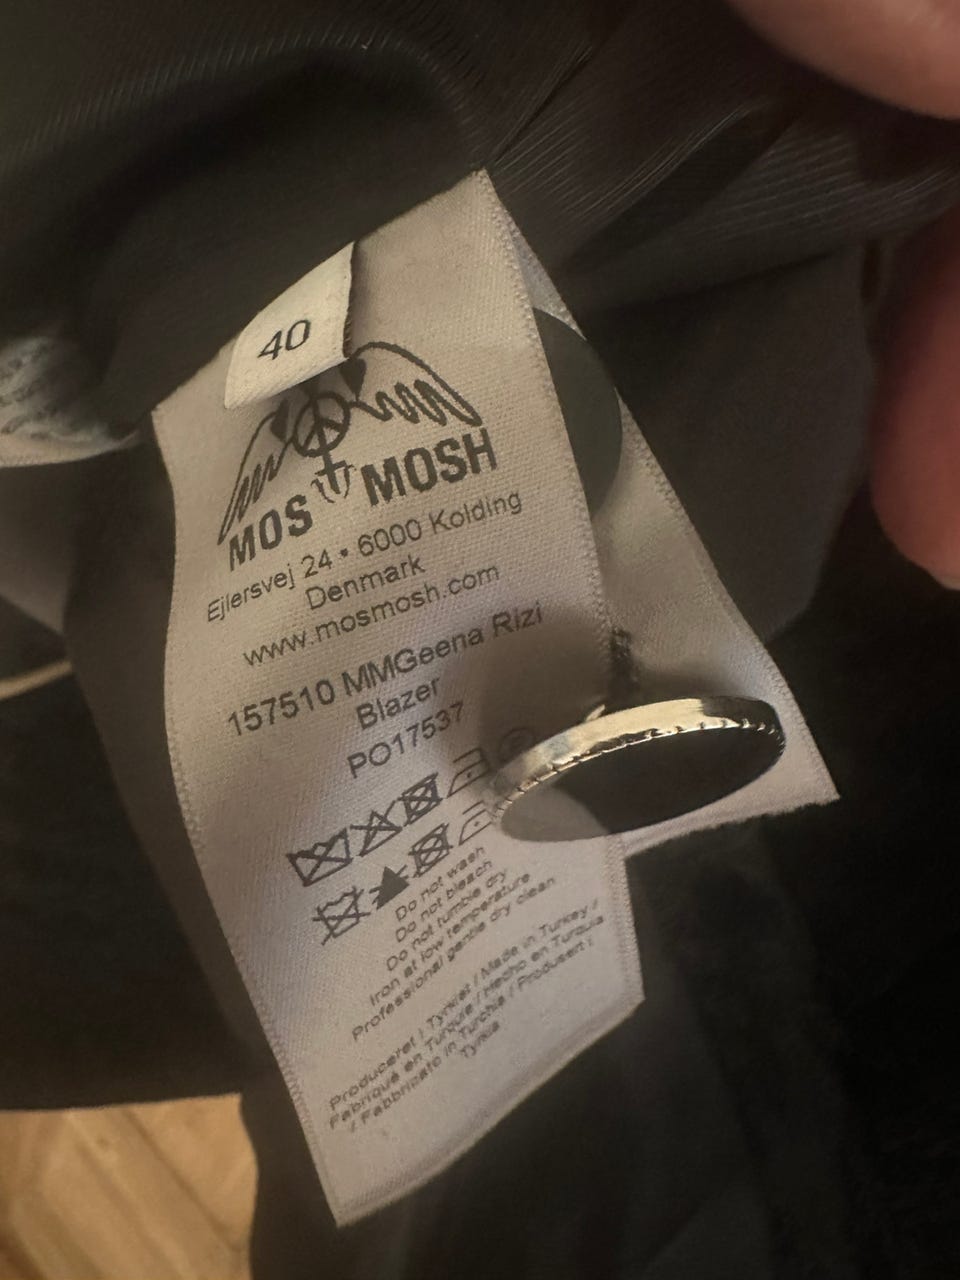 40
MOS MOSH
Ejlersvej 24 • 6000 Kolding
Denmark
www.mosmosh.com
157510 MMGeena Rizi
Blazer
PO17537
Do not wash
Do not bleach
Do not tumble dry
Iron at low temperature
Professional gentle dry clean
Produceret i Tyrkiet / Made in Turkey /
Fabriqué en Turquie / Hecho en Turquia
/ Fabbricato in Turchia / Produsert i
Tyrkia